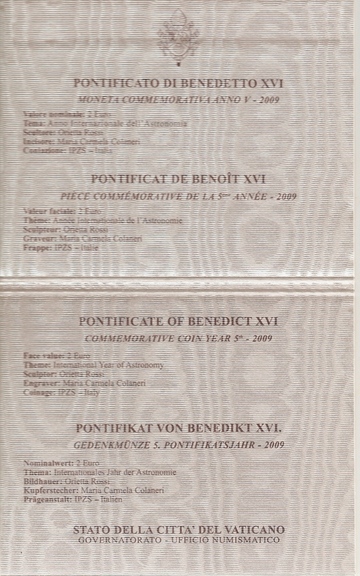 PONTIFICATO DI BENEDETTO XVI
MONETA COMMEMORATIVA ANNO V - 2009
Valore nominale: 2 Euro
Tema: Anno Internazionale dell'Astronomia
Scultore: Orietta Rossi
Incisore: Maria Carmela Colaneri
Coniazione: IPZS – Italia
PONTIFICAT DE BENOÎT XVI
PIÈCE COMMÉMORATIVE DE LA 5ème ANNÉE - 2009
Valeur faciale: 2 Euro
Thème: Année Internationale de l'Astronomie
Sculpteur: Orietta Rossi
Graveur: Maria Carmela Colaneri
Frappe: IPZS – Italie
PONTIFICATE OF BENEDICT XVI
COMMEMORATIVE COIN YEAR 5th - 2009
Face value: 2 Euro
Theme: International Year of Astronomy
Sculptor: Orietta Rossi
Engraver: Maria Carmela Colaneri
Coinage: IPZS – Italy
PONTIFIKAT VON BENEDIKT XVI.
GEDENKMÜNZE 5. PONTIFIKATSJAHR - 2009
Nominalwert: 2 Euro
Thema: Internationales Jahr der Astronomie
Bildhauer: Orietta Rossi
Kupferstecher: Maria Carmela Colaneri
Prägeanstalt: IPZS – Italien
STATO DELLA CITTA' DEL VATICANO
GOVERNATORATO - UFFICIO NUMISMATICO